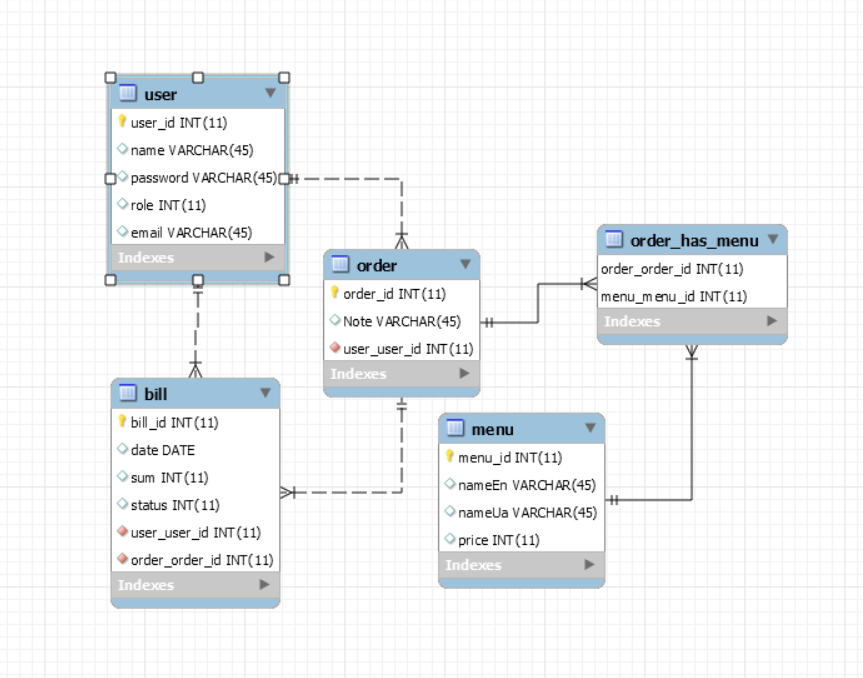 user
user_id INT(11)
name VARCHAR(45)
password VARCHAR(45)
role INT(11)
email VARCHAR(45)
Indexes
order
order_id INT(11)
Note VARCHAR(45)
user_user_id INT(11)
Indexes
order_has_menu
order_order_id INT(11)
menu_menu_id INT(11)
Indexes
bill
bill_id INT(11)
date DATE
sum INT(11)
status INT(11)
user_user_id INT(11)
order_order_id INT(11)
Indexes
menu
menu_id INT(11)
nameEn VARCHAR(45)
nameUa VARCHAR(45)
price INT(11)
Indexes